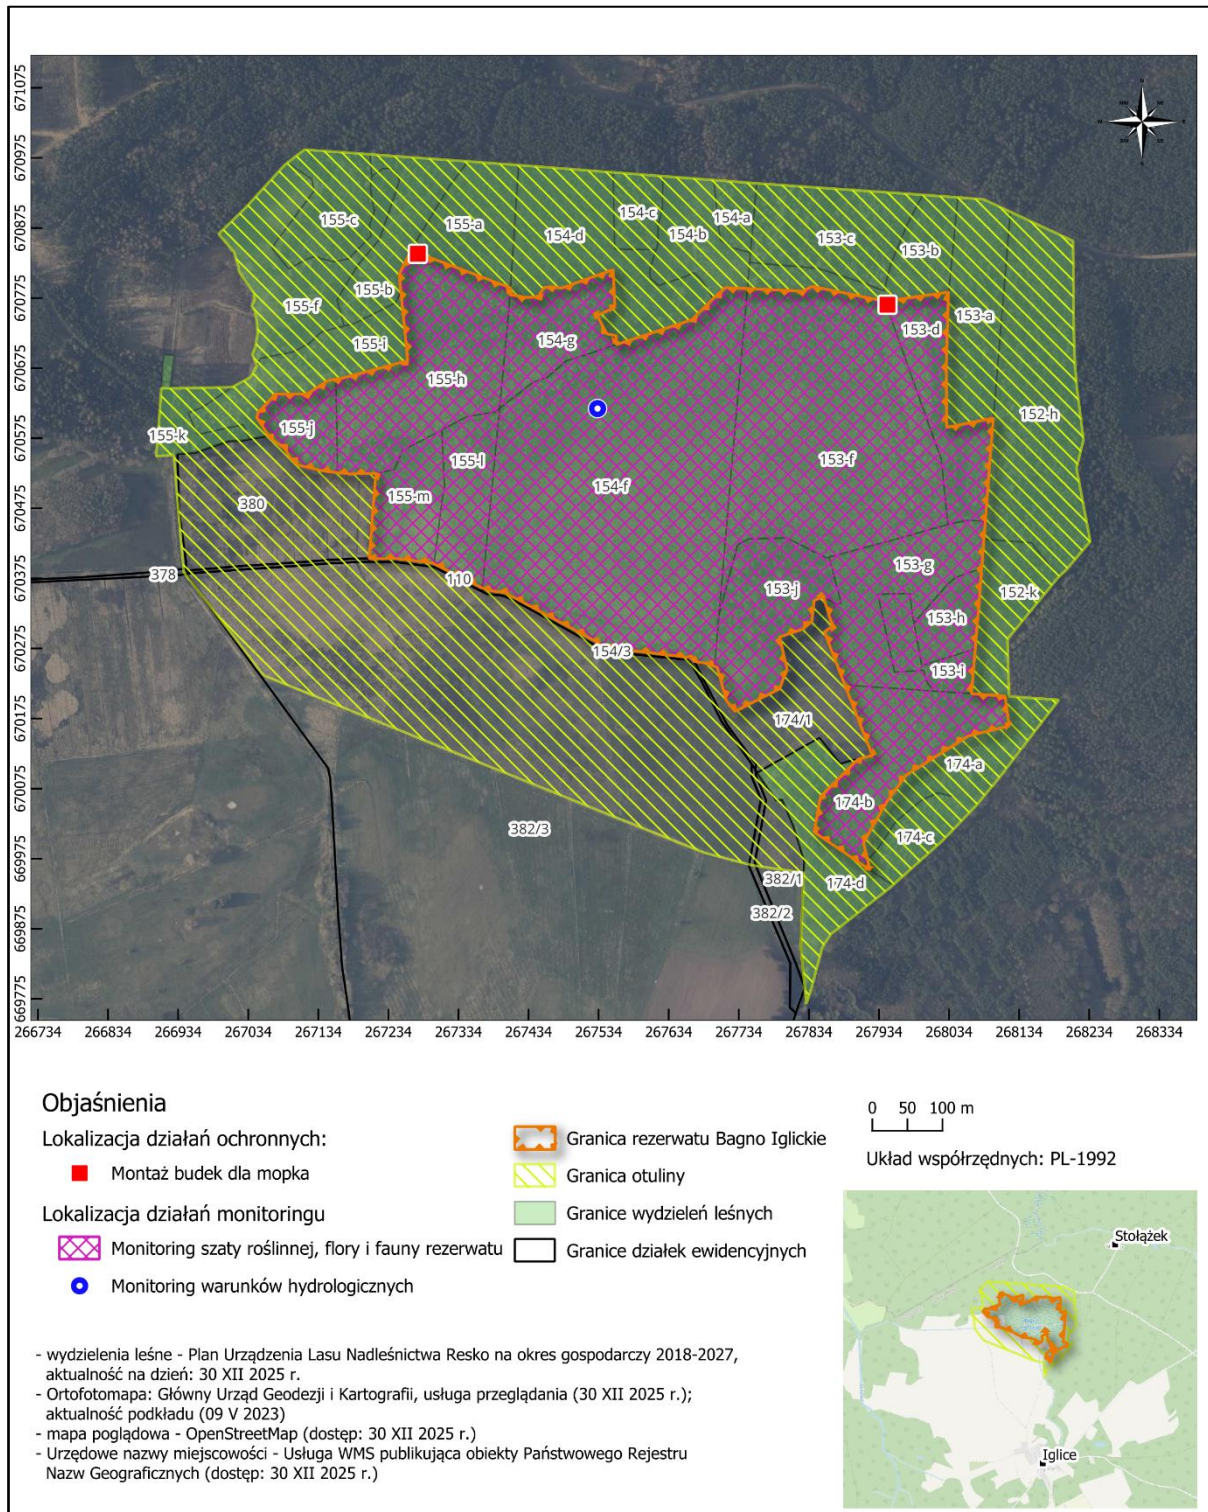 671075
670975
670875
670775
670675
670575
670475
670375
670275
670175
670075
669975
669875
669775
N
NE
E
SE
S
SW
W
NW
155-c
155-a
154-d
154-c
154-a
154-b
153-c
153-b
155-b
155-f
153-a
153-d
155-i
154-g
155-h
152-h
155-j
155-k
155-l
153-f
154-f
155-m
380
378
110
153-g
153-j
152-k
153-h
154/3
153-i
174/1
174-a
174-b
382/3
174-c
382/1
174-d
382/2
266734 266834 266934 267034 267134 267234 267334 267434 267534 267634 267734 267834 267934 268034 268134 268234 268334
Objaśnienia
Lokalizacja działań ochronnych:
Montaż budek dla mopka
Lokalizacja działań monitoringu
Monitoring szaty roślinnej, flory i fauny rezerwatu
Monitoring warunków hydrologicznych
Granica rezerwatu Bagno Iglickie
Granica otuliny
Granice wydzieleń leśnych
Granice działek ewidencyjnych
0 50 100 m
Układ współrzędnych: PL-1992
Stołążek
Iglice
- wydzielenia leśne - Plan Urządzenia Lasu Nadleśnictwa Resko na okres gospodarczy 2018-2027,
aktualność na dzień: 30 XII 2025 r.
- Ortofotomapa: Główny Urząd Geodezji i Kartografii, usługa przeglądania (30 XII 2025 r.);
aktualność podkładu (09 V 2023)
- mapa poglądowa - OpenStreetMap (dostęp: 30 XII 2025 r.)
- Urzędowe nazwy miejscowości - Usługa WMS publikująca obiekty Państwowego Rejestru
Nazw Geograficznych (dostęp: 30 XII 2025 r.)